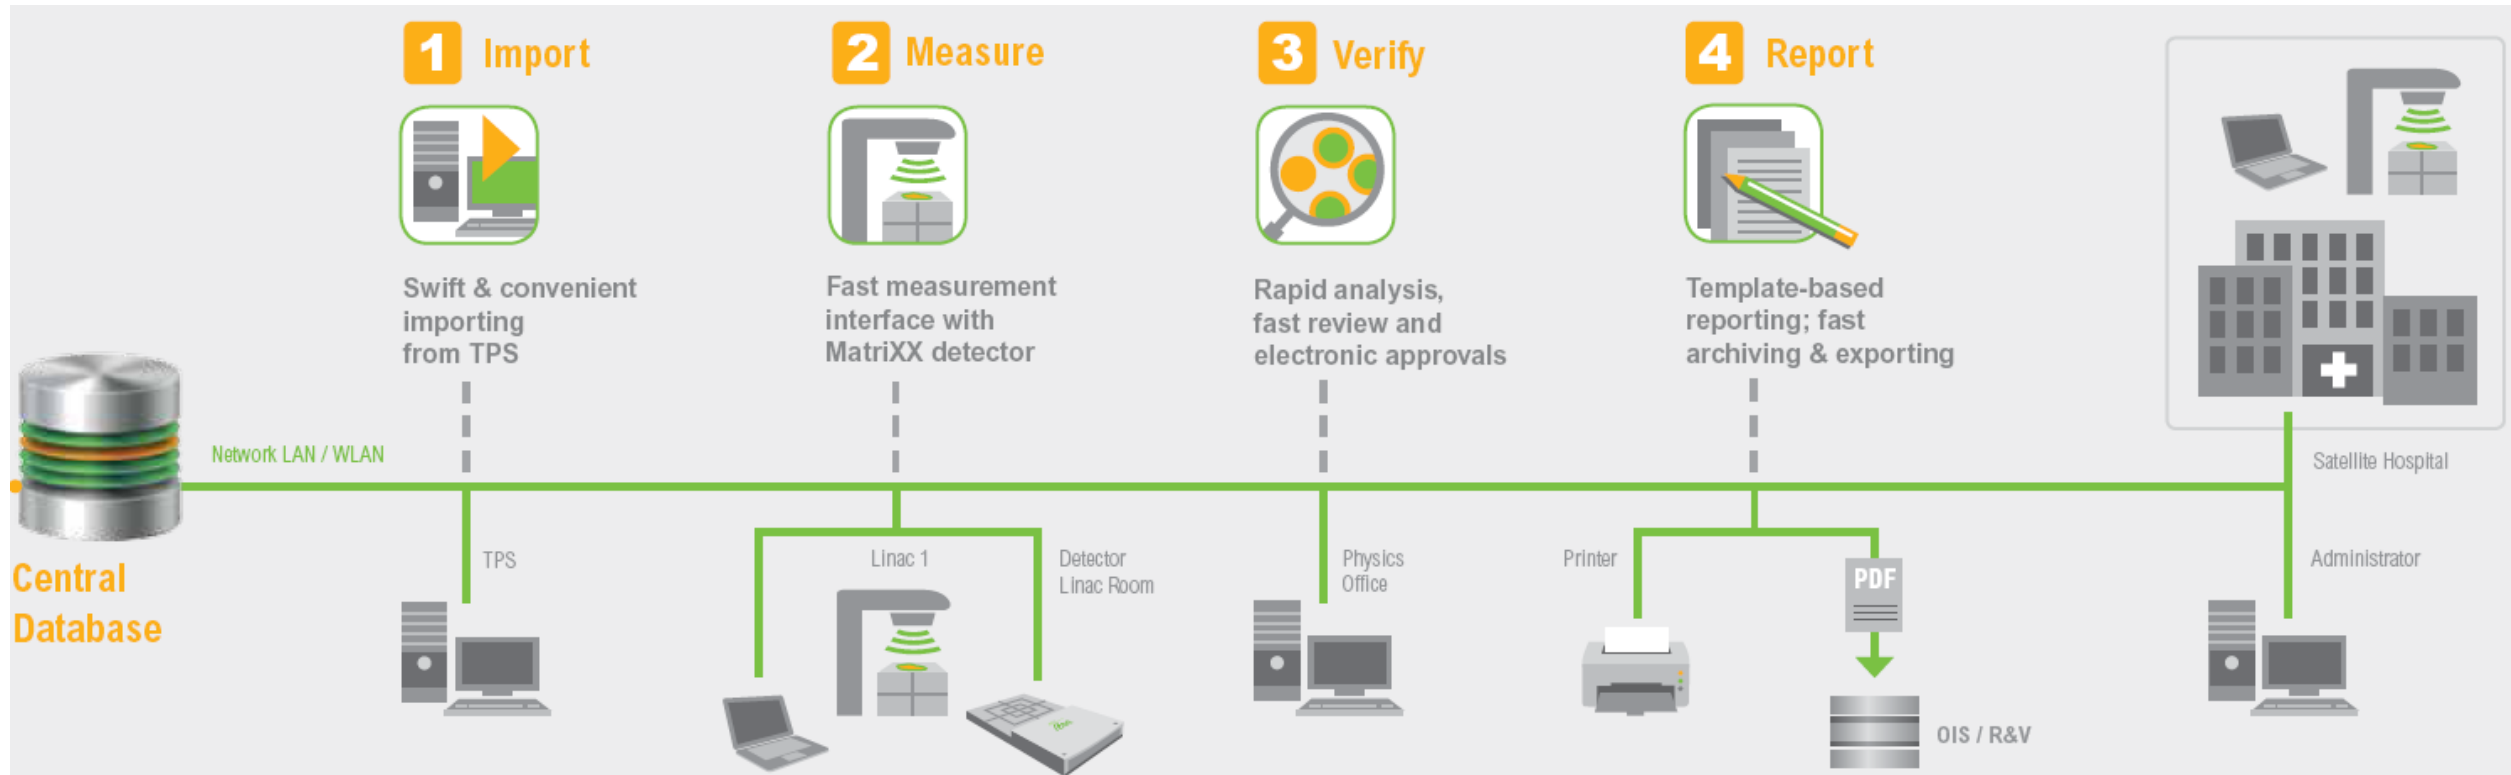 1 Import
Swift & convenient
importing
from TPS
2 Measure
Fast measurement
interface with
MatriXX detector
3 Verify
Rapid analysis,
fast review and
electronic approvals
4 Report
Template-based
reporting; fast
archiving & exporting
Network LAN / WLAN
Satellite Hospital
Central
Database
TPS
Linac 1
Detector
Linac Room
Physics
Office
Printer
PDF
OIS / R&V
Administrator